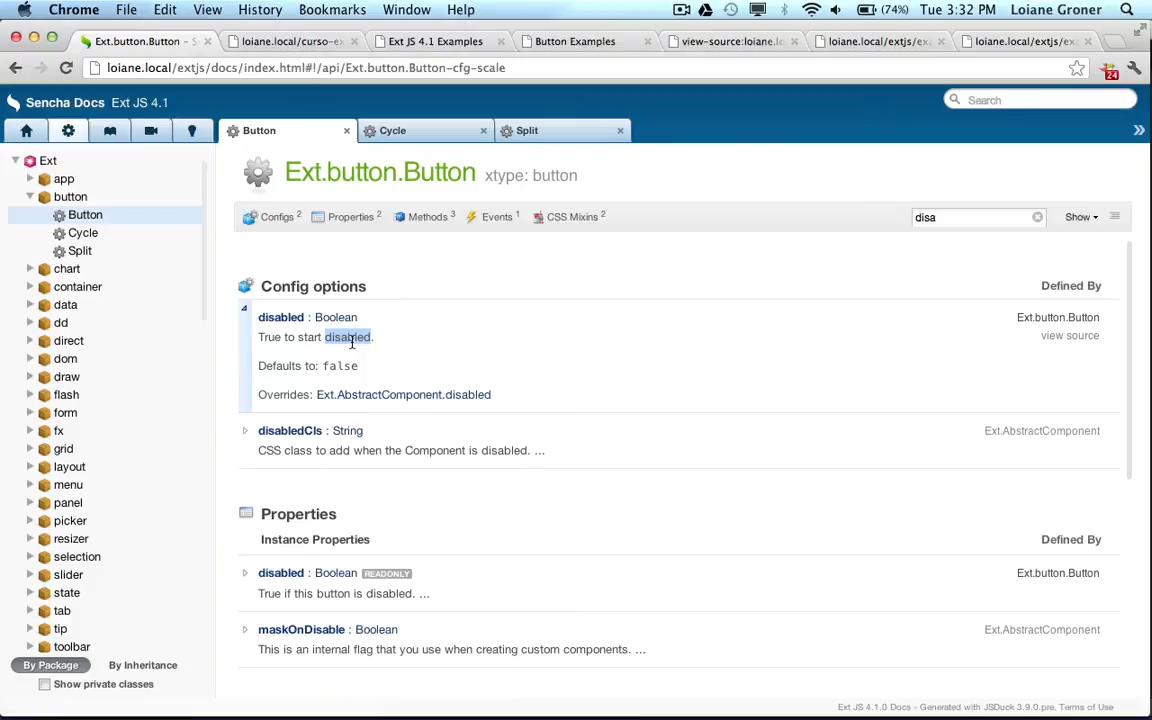 Chrome File Edit View History Bookmarks Window Help (74%) Tue 3:32 PM Loiane Groner
Ext.button.Button - S loiane.local/curso-ex Ext JS 4.1 Examples Button Examples view-source:loiane.lo loiane.local/extjs/ex loiane.local/extjs/ex
loiane.local/extjs/docs/index.html#!/api/Ext.button.Button-cfg-scale 24
Sencha Docs Ext JS 4.1 Search
Button Cycle Split
Ext
app
button
Button
Cycle
Split
chart
container
data
dd
direct
dom
draw
flash
form
fx
grid
layout
menu
panel
picker
resizer
selection
slider
state
tab
tip
toolbar
By Package By Inheritance
Show private classes
Ext.button.Button xtype: button
Configs 2 Properties 2 Methods 3 Events 1 CSS Mixins 2 disa Show
Config options Defined By
disabled : Boolean Ext.button.Button
True to start disabled. view source
Defaults to: false
Overrides: Ext.AbstractComponent.disabled
disabledCls : String Ext.AbstractComponent
CSS class to add when the Component is disabled. ...
Properties
Instance Properties Defined By
disabled : Boolean READONLY Ext.button.Button
True if this button is disabled. ...
maskOnDisable : Boolean Ext.AbstractComponent
This is an internal flag that you use when creating custom components. ...
Ext JS 4.1.0 Docs - Generated with JSDuck 3.9.0.pre. Terms of Use